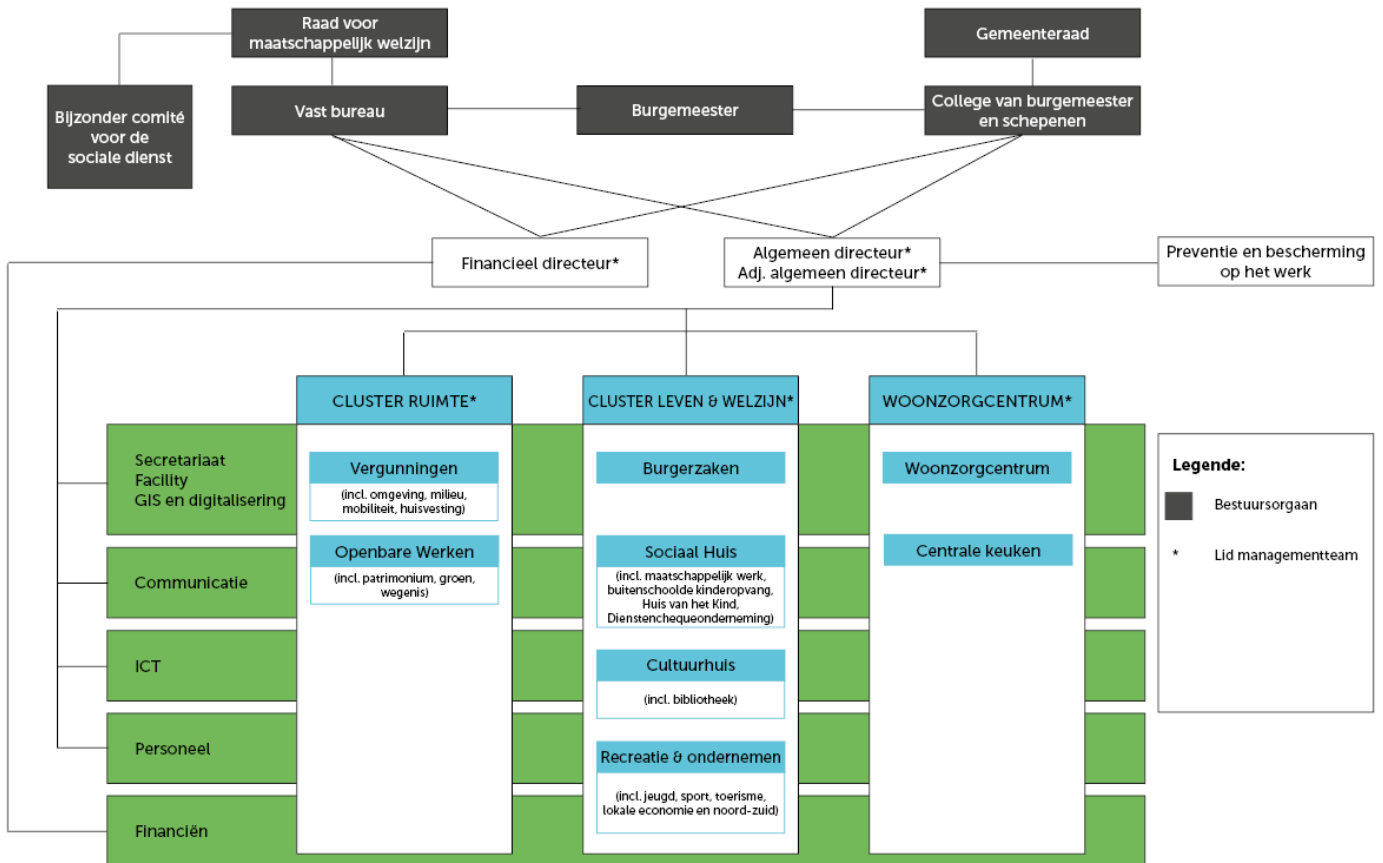 Raad voor
maatschappelijk welzijn
Gemeenteraad
Bijzonder comité
voor de
sociale dienst
Vast bureau
Burgemeester
College van burgemeester
en schepenen
Financieel directeur*
Algemeen directeur*
Adj. algemeen directeur*
Preventie en bescherming
op het werk
CLUSTER RUIMTE*
CLUSTER LEVEN & WELZIJN*
WOONZORGCENTRUM*
Secretariaat
Facility
GIS en digitalisering
Communicatie
ICT
Personeel
Financiën
Vergunningen
(incl. omgeving, milieu,
mobiliteit, huisvesting)
Openbare Werken
(incl. patrimonium, groen,
wegenis)
Burgerzaken
Sociaal Huis
(incl. maatschappelijk werk,
buitenschoolde kinderopvang,
Huis van het Kind,
Dienstenchequeonderneming)
Cultuurhuis
(incl. bibliotheek)
Recreatie & ondernemen
(incl. jeugd, sport, toerisme,
lokale economie en noord-zuid)
Woonzorgcentrum
Centrale keuken
Legende:
Bestuursorgaan
* Lid managementteam